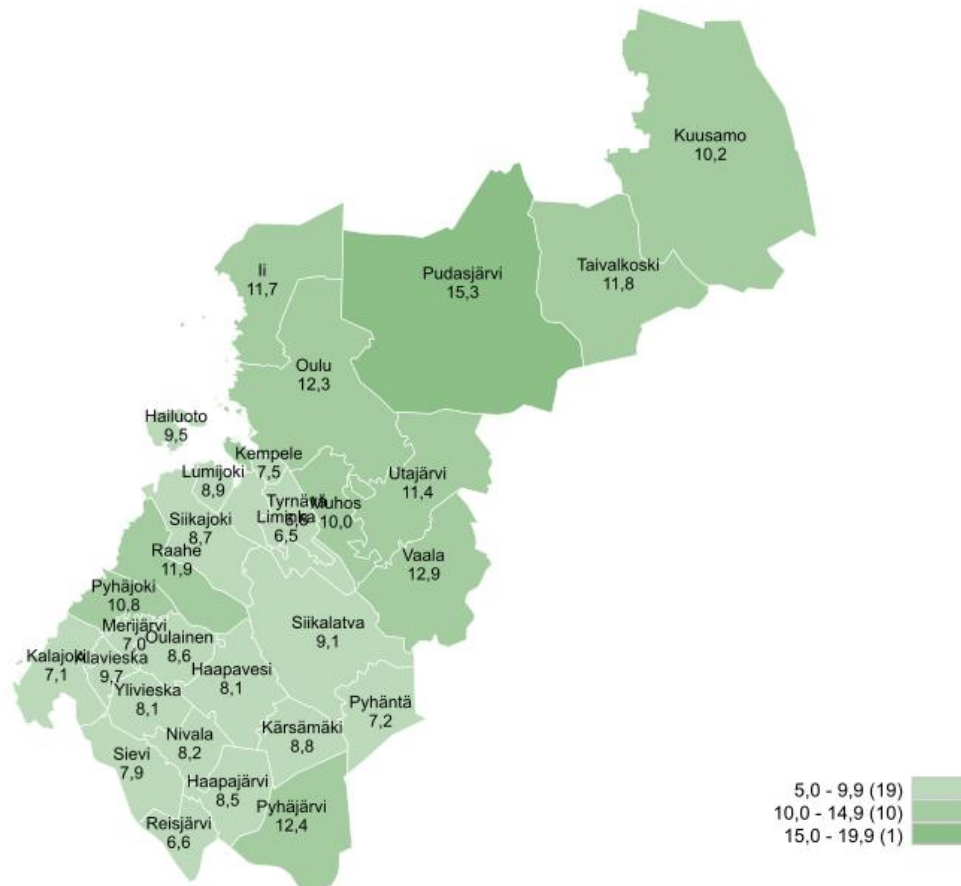 Kuusamo
10,2
Taivalkoski
11,8
Pudasjärvi
15,3
Ii
11,7
Oulu
12,3
Hailuoto
9,5
Kempele
7,5
Lumijoki
8,9
Utajärvi
11,4
Tyrnävä
Muhos
10,0
Liminka
6,5
Siikajoki
8,7
Raahe
11,9
Vaala
12,9
Pyhäjoki
10,8
Merijärvi
7,0
Oulainen
8,6
Siikalatva
9,1
Kalajoki
7,1
Alavieska
9,7
Haapavesi
8,1
Ylivieska
8,1
Pyhäntä
7,2
Kärsämäki
8,8
Nivala
8,2
Sievi
7,9
Haapajärvi
8,5
Pyhäjärvi
12,4
Reisjärvi
6,6
5,0 - 9,9 (19)
10,0 - 14,9 (10)
15,0 - 19,9 (1)